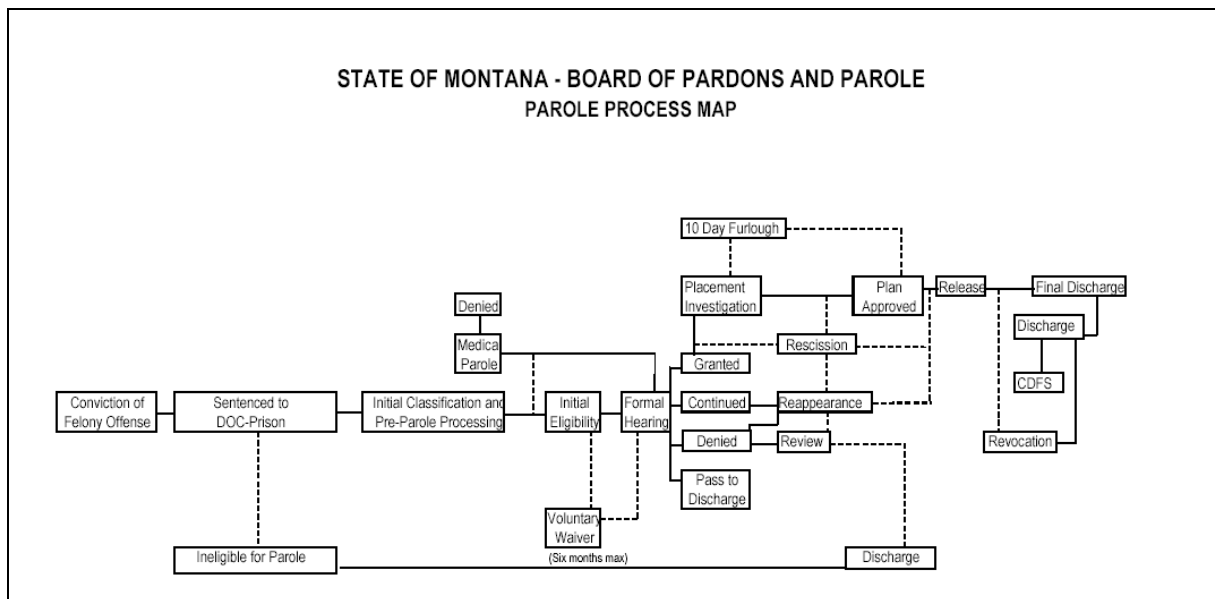 STATE OF MONTANA - BOARD OF PARDONS AND PAROLE
PAROLE PROCESS MAP
10 Day Furlough
Placement
Investigation
Plan
Approved
Release
Final Discharge
Denied
Medica
Parole
Rescission
Discharge
Granted
CDFS
Conviction of
Felony Offense
Sentenced to
DOC-Prison
Initial Classification and
Pre-Parole Processing
Initial
Eligibility
Formal
Hearing
Continued
Reappearance
Denied
Review
Revocation
Pass to
Discharge
Voluntary
Waiver
(Six months max)
Ineligible for Parole
Discharge